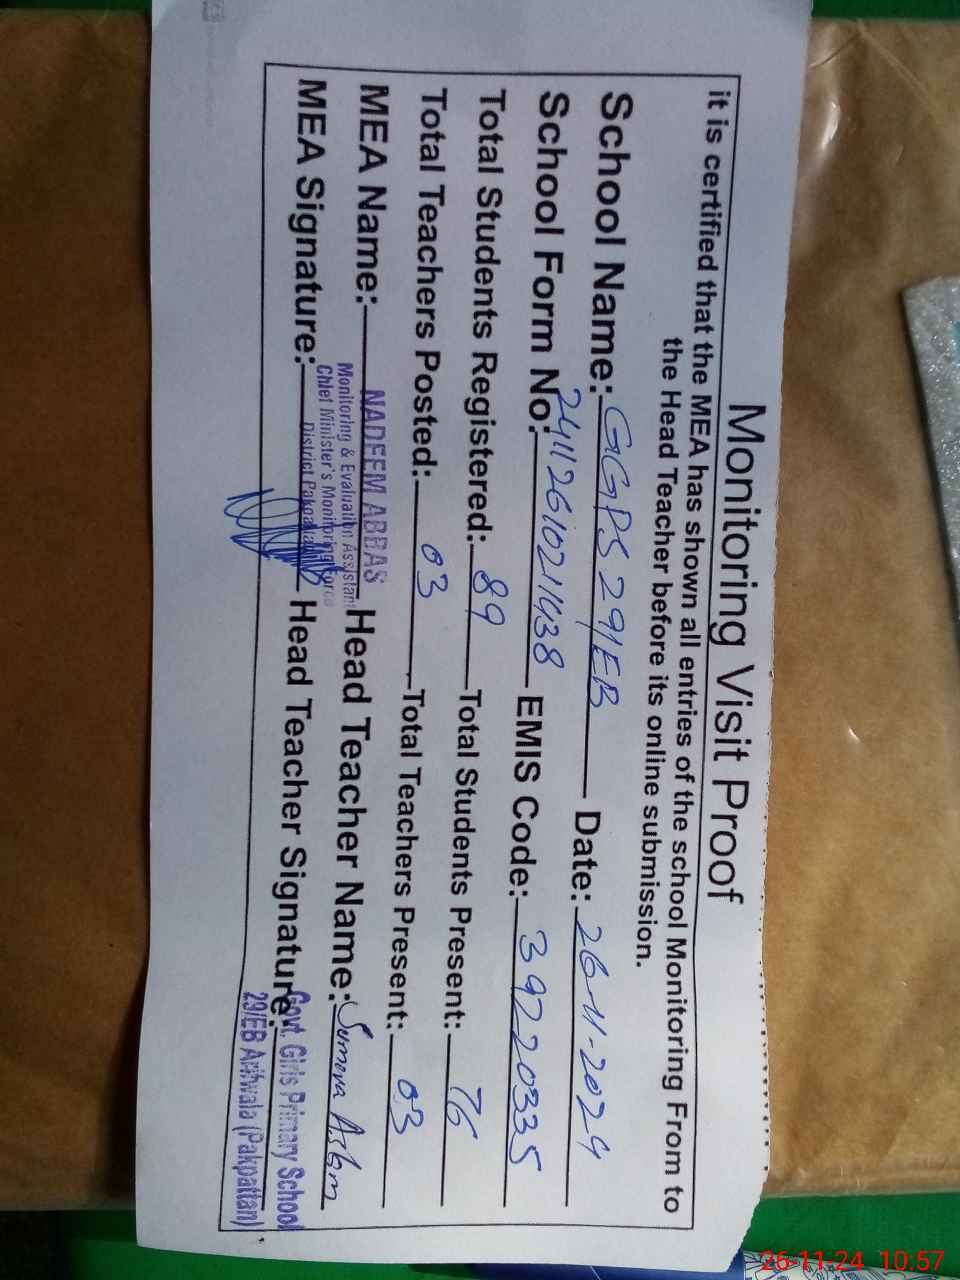 Monitoring Visit Proof
it is certified that the MEA has shown all entries of the school Monitoring From to
the Head Teacher before its online submission.
School Name: GGPS 29/EB Date: 26-11-2024
School Form No: 24112610211438 EMIS Code: 39220335
Total Students Registered: 89 Total Students Present: 76
Total Teachers Posted: 03 Total Teachers Present: 03
MEA Name: NADEEM ABBAS Head Teacher Name:
Monitoring & Evaluation Assistant
Chief Minister's Monitoring Force
District Pakpattan
MEA Signature: Head Teacher Signature:
Govt. Girls Primary School
29/EB Arifwala (Pakpattan)
26-11-24 10:57